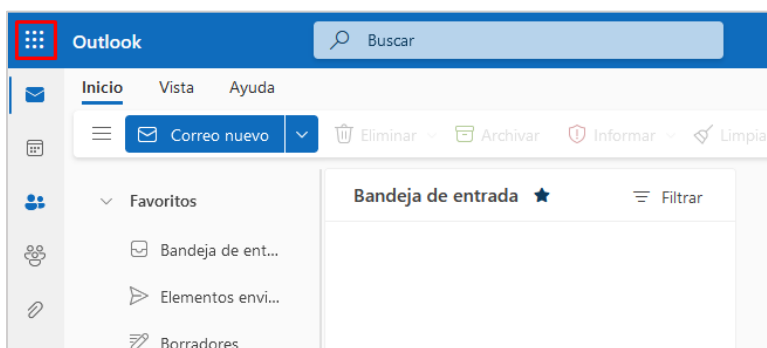 Outlook
Buscar
Inicio Vista Ayuda
Correo nuevo Eliminar Archivar Informar Limpia
Favoritos
Bandeja de entrada Filtrar
Bandeja de ent...
Elementos envi...
Borradores